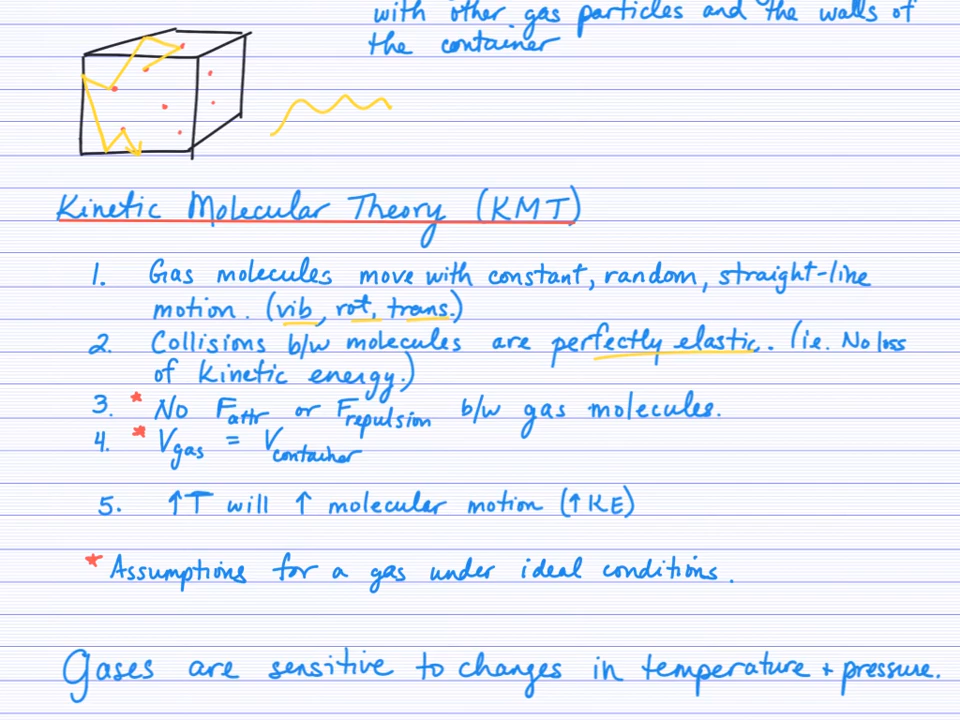 with other gas particles and the walls of
the container
Kinetic Molecular Theory (KMT)
1. Gas molecules move with constant, random, straight-line
motion. (vib, rot, trans.)
2. Collisions b/w molecules are perfectly elastic. (i.e. No loss
of kinetic energy.)
3. * No Fattr or Frepulsion b/w gas molecules.
4. * Vgas = Vcontainer
5. ↑T will ↑ molecular motion (↑KE)
* Assumptions for a gas under ideal conditions.
Gases are sensitive to changes in temperature + pressure.